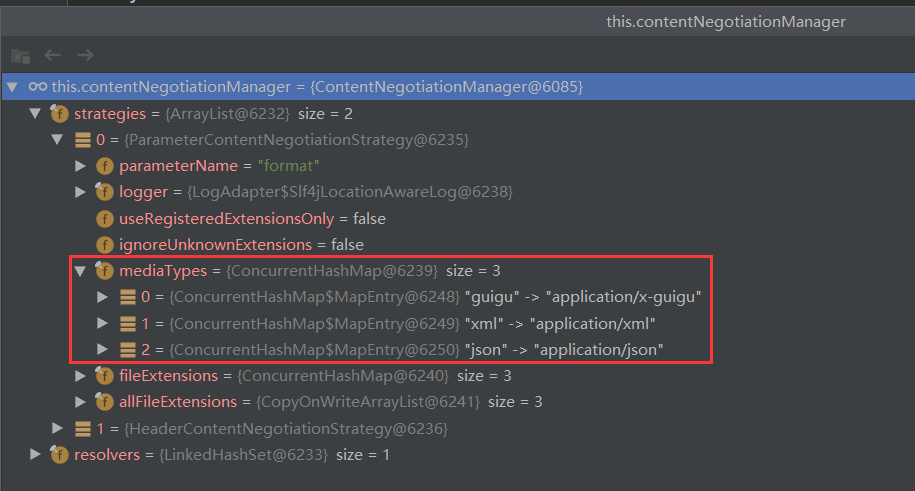 this.contentNegotiationManager
this.contentNegotiationManager = {ContentNegotiationManager@6085}
strategies = {ArrayList@6232} size = 2
0 = {ParameterContentNegotiationStrategy@6235}
parameterName = "format"
logger = {LogAdapter$Slf4jLocationAwareLog@6238}
useRegisteredExtensionsOnly = false
ignoreUnknownExtensions = false
mediaTypes = {ConcurrentHashMap@6239} size = 3
0 = {ConcurrentHashMap$MapEntry@6248} "guigu" -> "application/x-guigu"
1 = {ConcurrentHashMap$MapEntry@6249} "xml" -> "application/xml"
2 = {ConcurrentHashMap$MapEntry@6250} "json" -> "application/json"
fileExtensions = {ConcurrentHashMap@6240} size = 3
allFileExtensions = {CopyOnWriteArrayList@6241} size = 3
1 = {HeaderContentNegotiationStrategy@6236}
resolvers = {LinkedHashSet@6233} size = 1